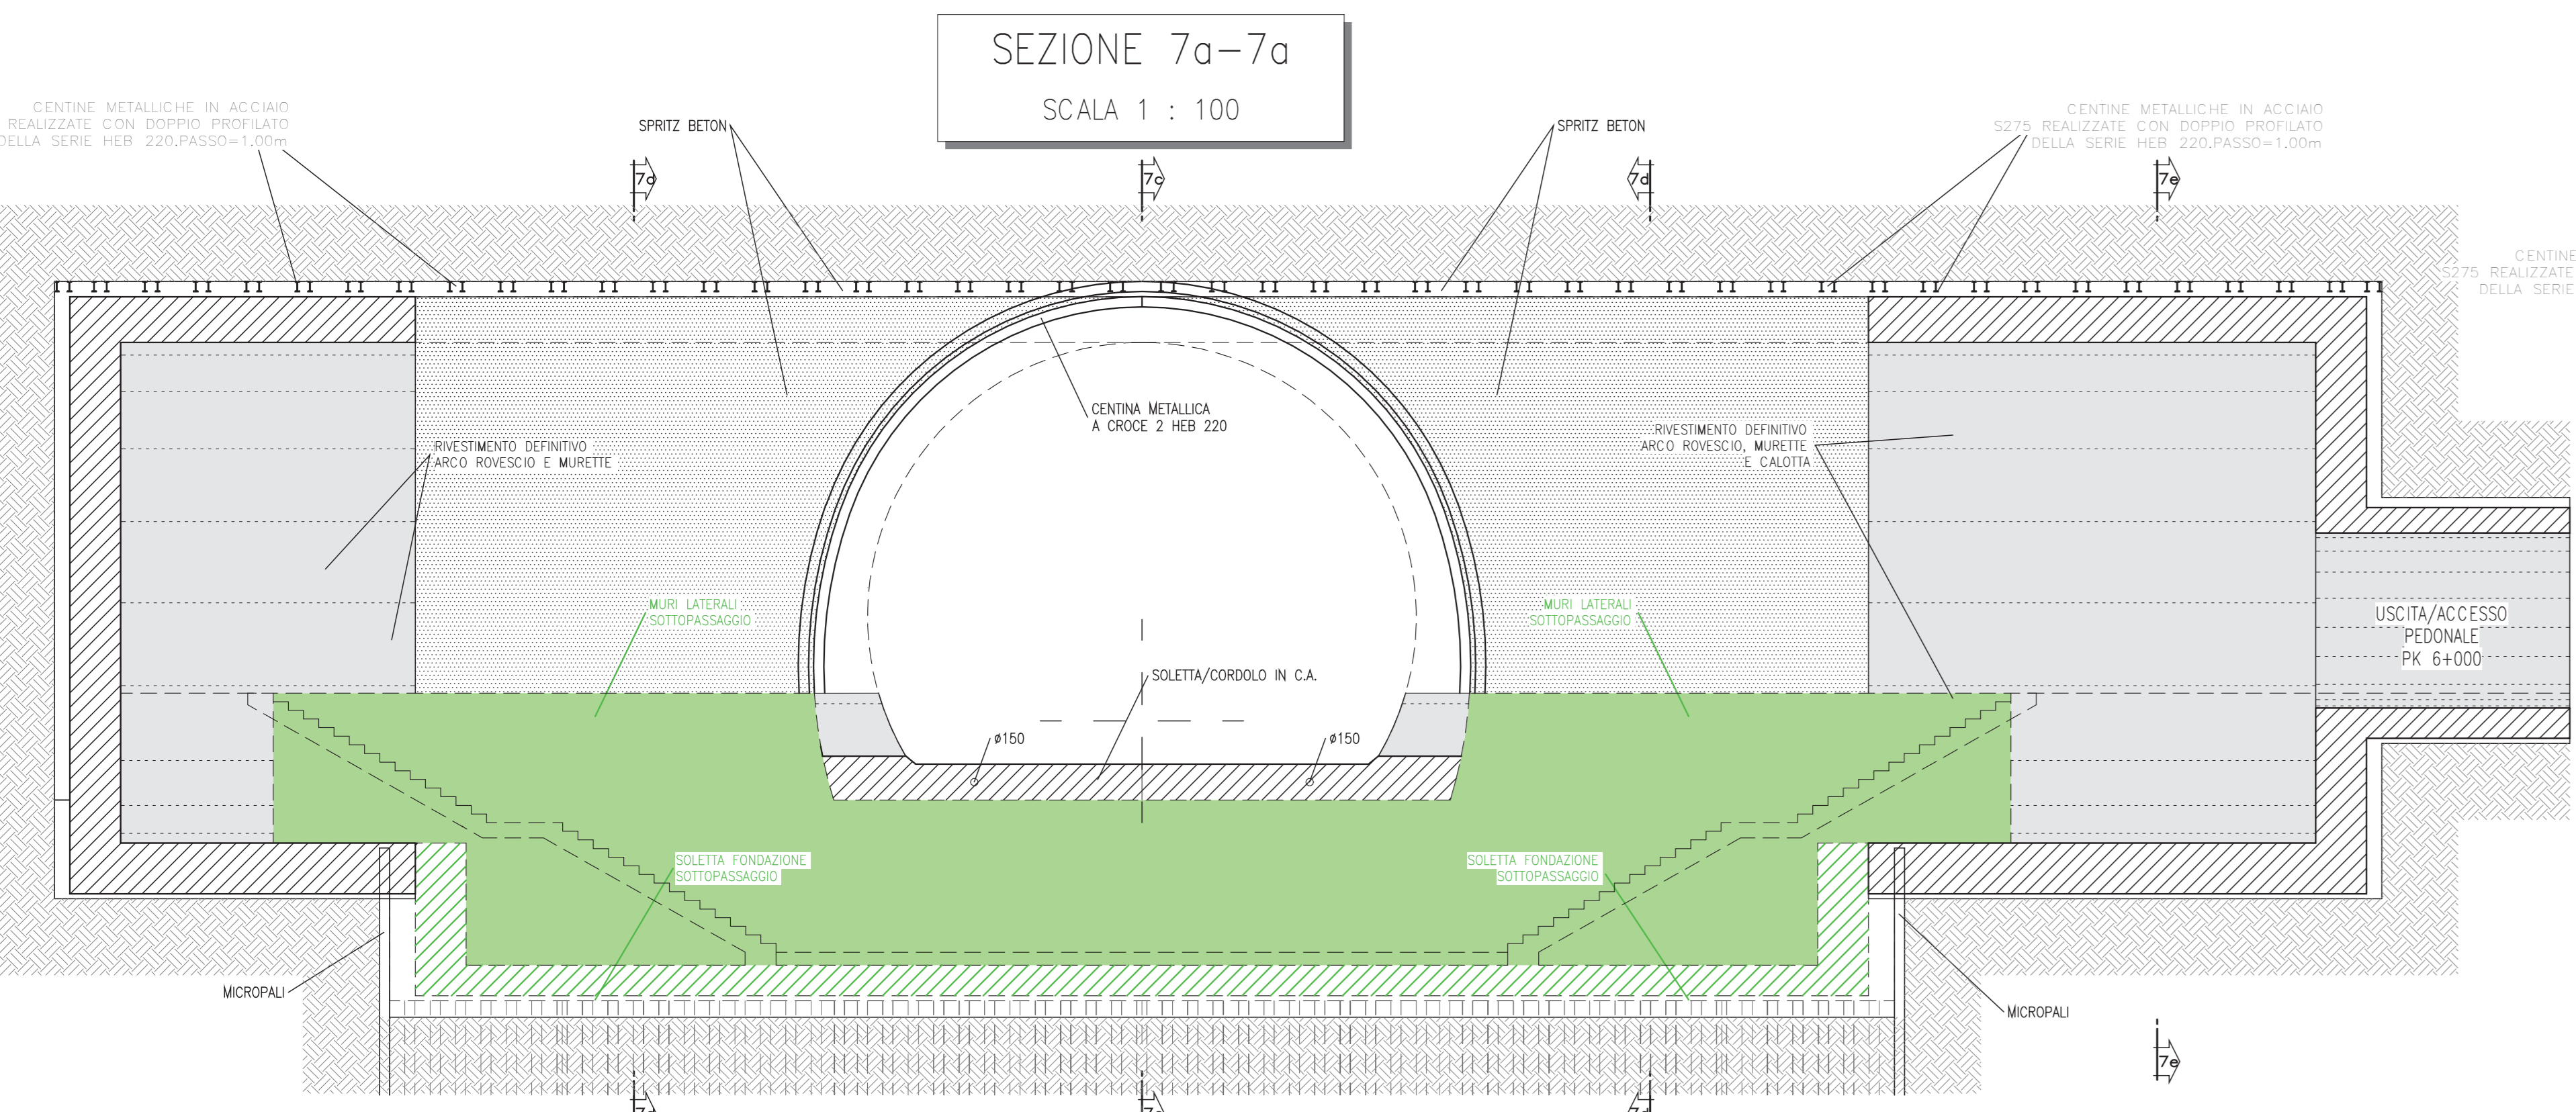 SEZIONE 7a-7a
SCALA 1 : 100
CENTINE METALLICHE IN ACCIAIO
REALIZZATE CON DOPPIO PROFILATO
DELLA SERIE HEB 220.PASSO=1.00m
SPRITZ BETON
SPRITZ BETON
CENTINE METALLICHE IN ACCIAIO
S275 REALIZZATE CON DOPPIO PROFILATO
DELLA SERIE HEB 220.PASSO=1.00m
7d
7c
7d
7e
CENTINE
S275 REALIZZATE
DELLA SERIE
CENTINA METALLICA
A CROCE 2 HEB 220
RIVESTIMENTO DEFINITIVO
ARCO ROVESCIO E MURETTE
RIVESTIMENTO DEFINITIVO
ARCO ROVESCIO, MURETTE
E CALOTTA
MURI LATERALI
SOTTOPASSAGGIO
MURI LATERALI
SOTTOPASSAGGIO
USCITA/ACCESSO
PEDONALE
PK 6+000
SOLETTA/CORDOLO IN C.A.
ø150
ø150
SOLETTA FONDAZIONE
SOTTOPASSAGGIO
SOLETTA FONDAZIONE
SOTTOPASSAGGIO
MICROPALI
MICROPALI
7e